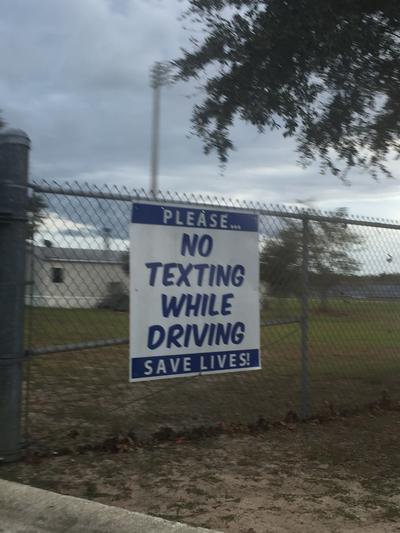 PLEASE...
NO
TEXTING
WHILE
DRIVING
SAVE LIVES!